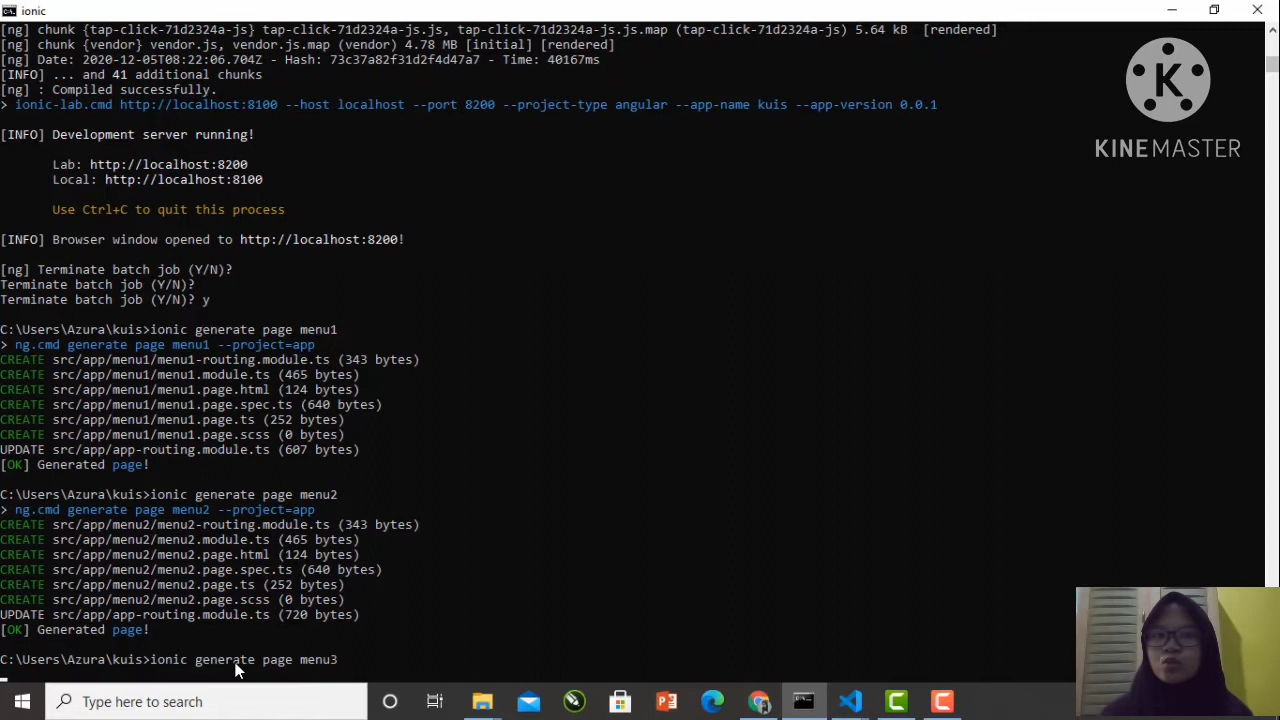 ionic
[ng] chunk {tap-click-71d2324a-js} tap-click-71d2324a-js.js, tap-click-71d2324a-js.js.map (tap-click-71d2324a-js) 5.64 kB  [rendered]
[ng] chunk {vendor} vendor.js, vendor.js.map (vendor) 4.78 MB [initial] [rendered]
[ng] Date: 2020-12-05T08:22:06.704Z - Hash: 73c37a82f31d2f4d47a7 - Time: 40167ms
[INFO] ... and 41 additional chunks
[ng] : Compiled successfully.
> ionic-lab.cmd http://localhost:8100 --host localhost --port 8200 --project-type angular --app-name kuis --app-version 0.0.1
[INFO] Development server running!
Lab: http://localhost:8200
Local: http://localhost:8100
Use Ctrl+C to quit this process
[INFO] Browser window opened to http://localhost:8200!
[ng] Terminate batch job (Y/N)?
Terminate batch job (Y/N)?
Terminate batch job (Y/N)? y
C:\Users\Azura\kuis>ionic generate page menu1
> ng.cmd generate page menu1 --project=app
CREATE src/app/menu1/menu1-routing.module.ts (343 bytes)
CREATE src/app/menu1/menu1.module.ts (465 bytes)
CREATE src/app/menu1/menu1.page.html (124 bytes)
CREATE src/app/menu1/menu1.page.spec.ts (640 bytes)
CREATE src/app/menu1/menu1.page.ts (252 bytes)
CREATE src/app/menu1/menu1.page.scss (0 bytes)
UPDATE src/app/app-routing.module.ts (607 bytes)
[OK] Generated page!
C:\Users\Azura\kuis>ionic generate page menu2
> ng.cmd generate page menu2 --project=app
CREATE src/app/menu2/menu2-routing.module.ts (343 bytes)
CREATE src/app/menu2/menu2.module.ts (465 bytes)
CREATE src/app/menu2/menu2.page.html (124 bytes)
CREATE src/app/menu2/menu2.page.spec.ts (640 bytes)
CREATE src/app/menu2/menu2.page.ts (252 bytes)
CREATE src/app/menu2/menu2.page.scss (0 bytes)
UPDATE src/app/app-routing.module.ts (720 bytes)
[OK] Generated page!
C:\Users\Azura\kuis>ionic generate page menu3
K
KINEMASTER
Type here to search